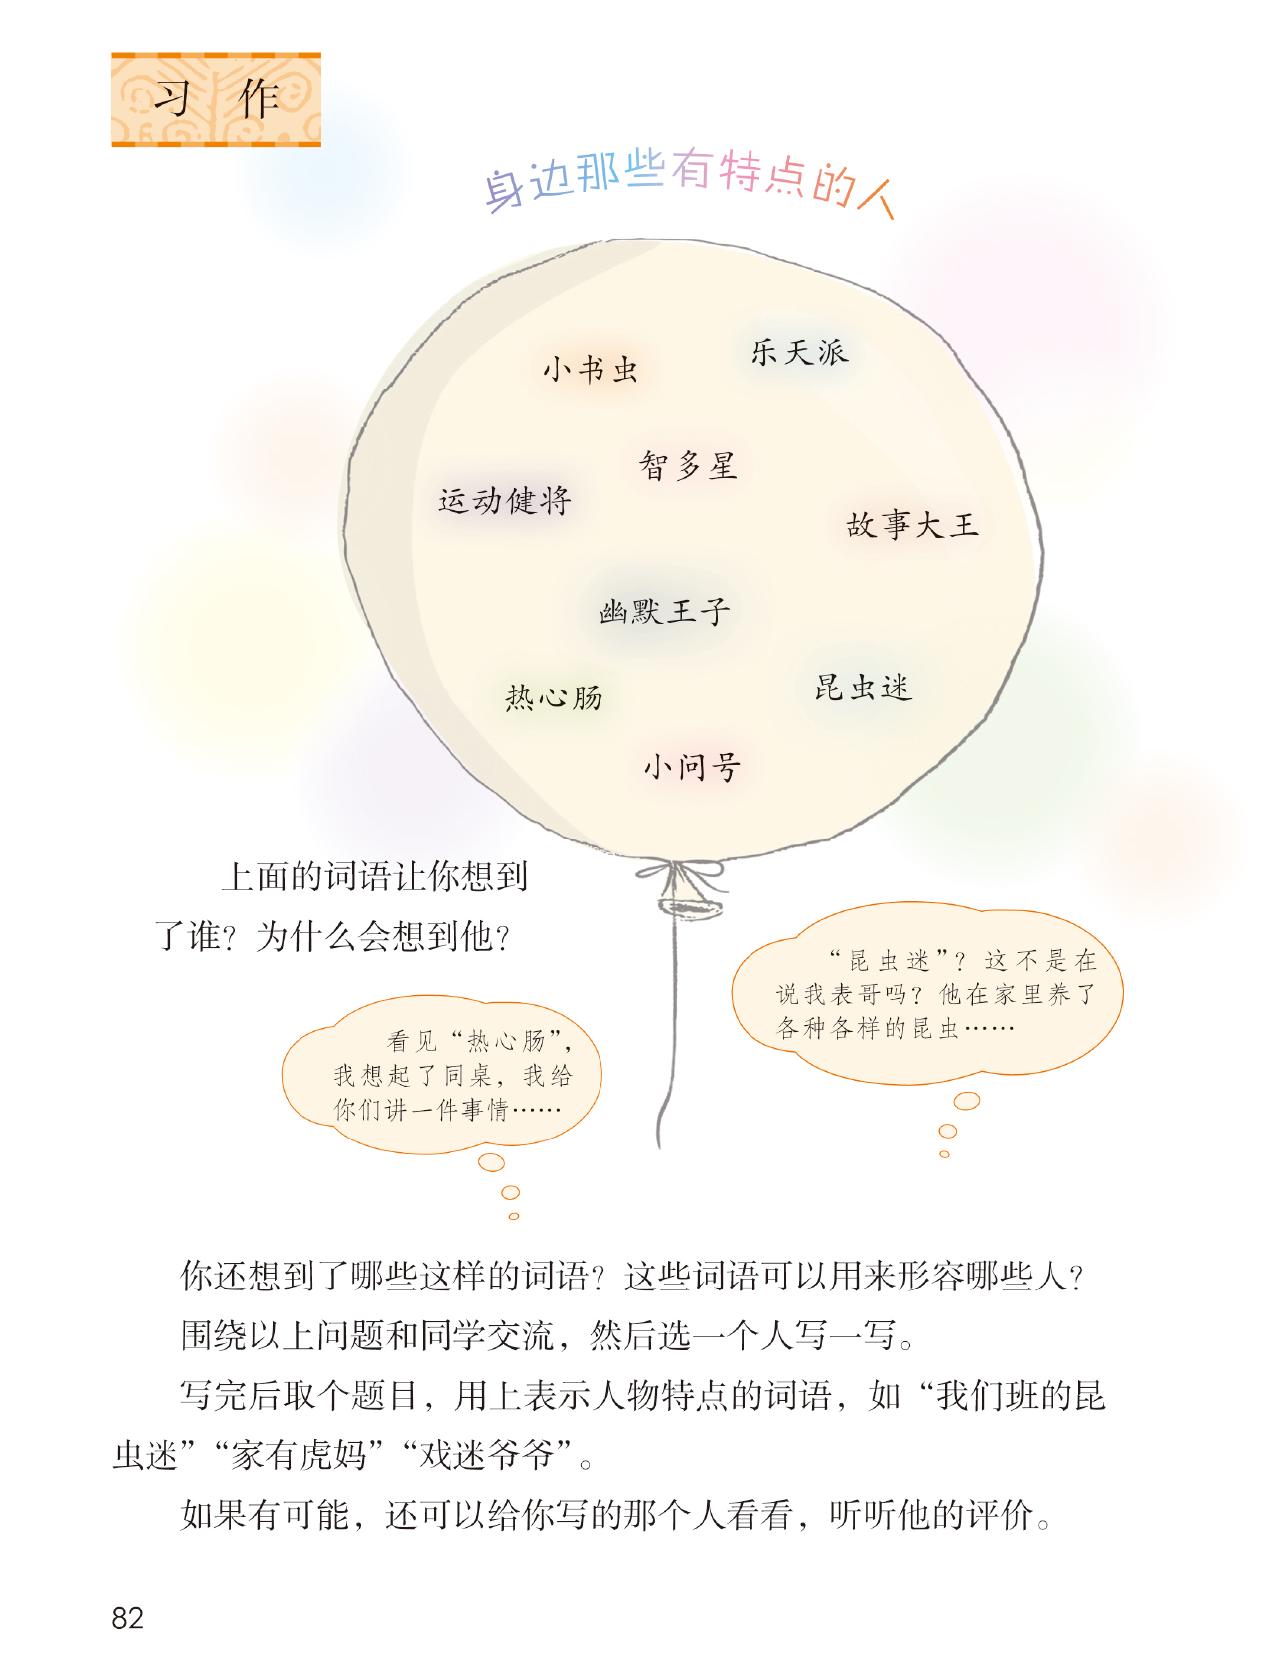 习 作
身边那些有特点的人
小书虫
乐天派
智多星
运动健将
故事大王
幽默王子
热心肠
昆虫迷
小问号
上面的词语让你想到
了谁？为什么会想到他？
“昆虫迷”？这不是在
说我表哥吗？他在家里养了
各种各样的昆虫……
看见“热心肠”，
我想起了同桌，我给
你们讲一件事情……
你还想到了哪些这样的词语？这些词语可以用来形容哪些人？
围绕以上问题和同学交流，然后选一个人写一写。
写完后取个题目，用上表示人物特点的词语，如“我们班的昆
虫迷”“家有虎妈”“戏迷爷爷”。
如果有可能，还可以给你写的那个人看看，听听他的评价。
82